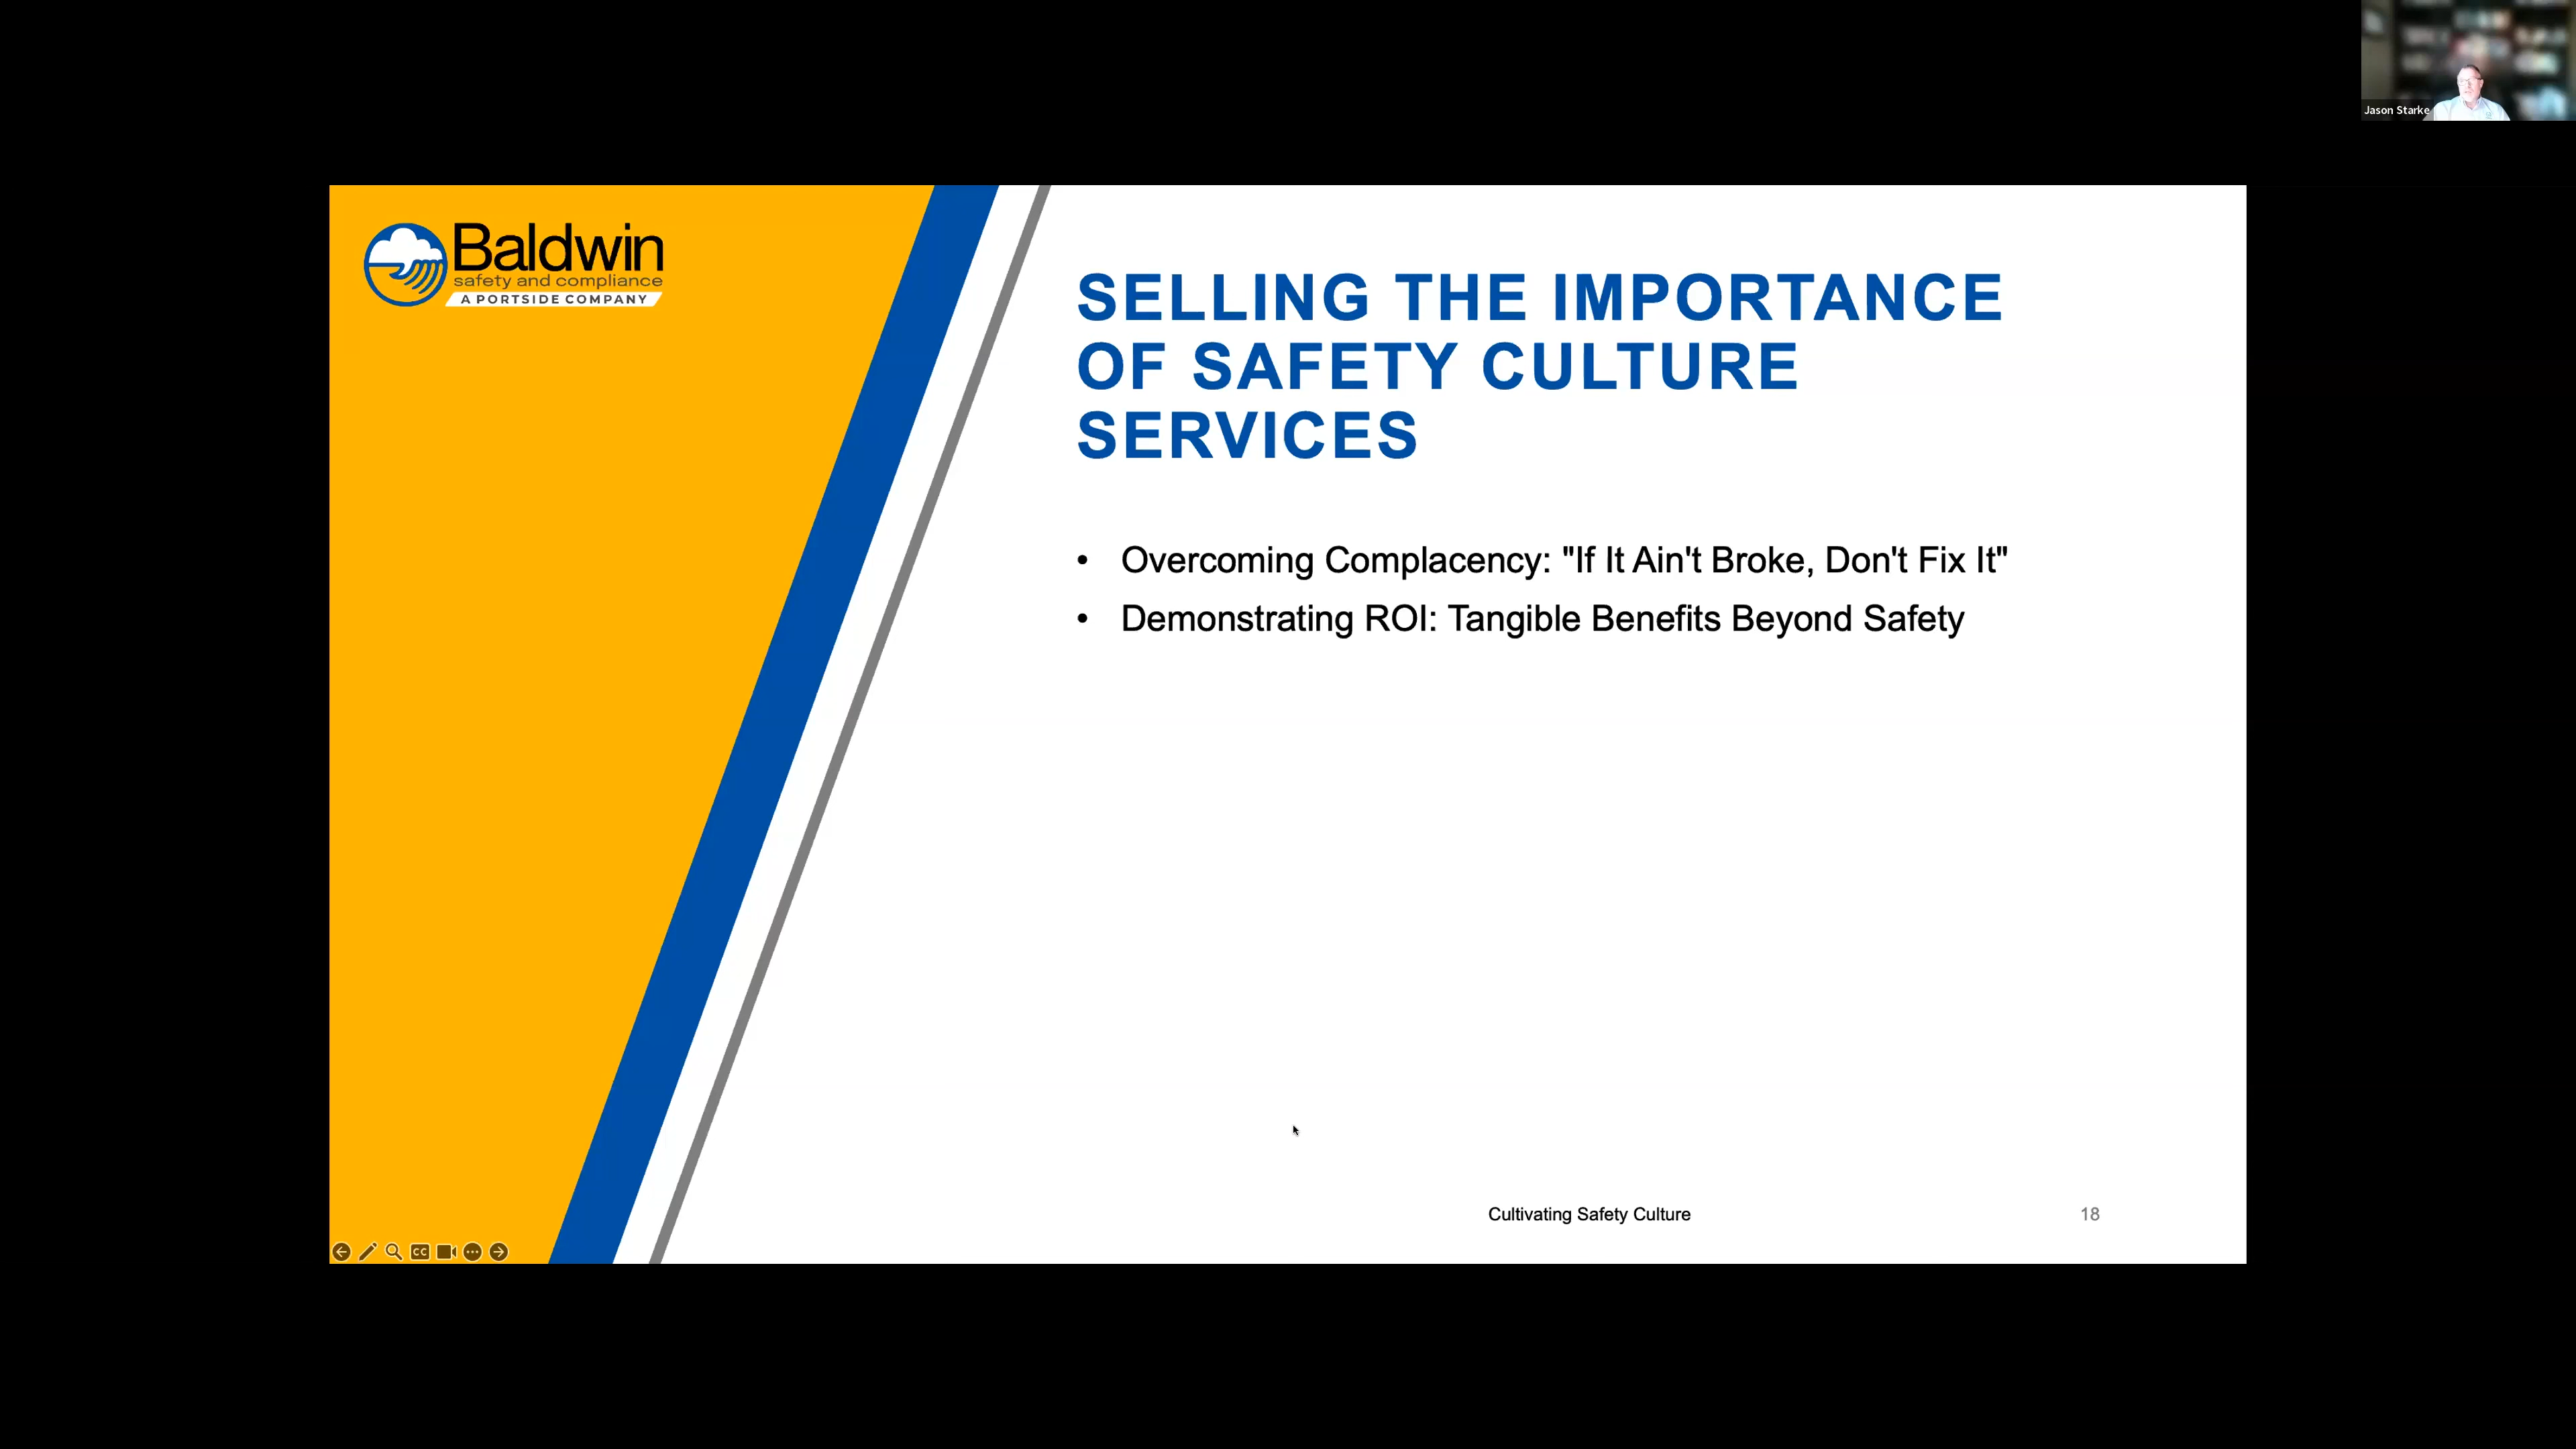 Jason Starke
Baldwin
safety and compliance
A PORTSIDE COMPANY
SELLING THE IMPORTANCE
OF SAFETY CULTURE
SERVICES
• Overcoming Complacency: "If It Ain't Broke, Don't Fix It"
• Demonstrating ROI: Tangible Benefits Beyond Safety
Cultivating Safety Culture
18
CC